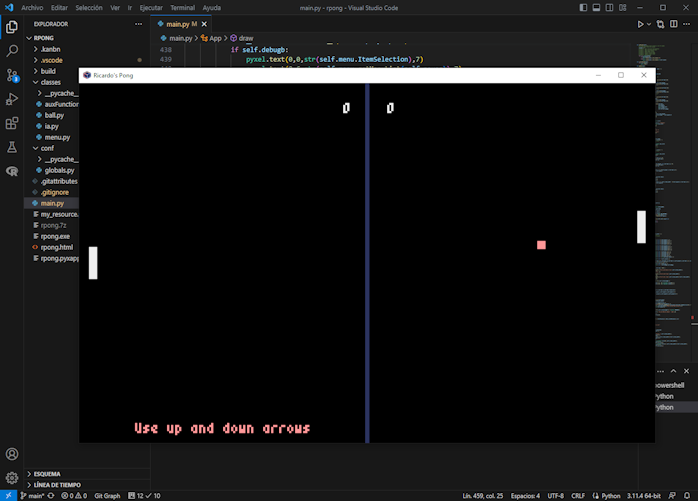 Archivo Editar Selección Ver Ir Ejecutar Terminal Ayuda
main.py - rpong - Visual Studio Code
EXPLORADOR
main.py M
main.py > App > draw
RPONG
.kanbn
.vscode
build
classes
__pycache__
auxFunction
ball.py
ia.py
menu.py
conf
__pycache__
globals.py
.gitattributes
.gitignore
main.py
my_resource.
rpong.7z
rpong.exe
rpong.html
rpong.pyxapp
438 if self.debugb:
pyxel.text(0,0,str(self.menu.ItemSelection),7)
Ricardo's Pong
0 0
Use up and down arrows
powershell
Python
Python
ESQUEMA
LÍNEA DE TIEMPO
main* 0 0 Git Graph 12 10
Lín. 459, col. 25 Espacios: 4 UTF-8 CRLF Python 3.11.4 64-bit